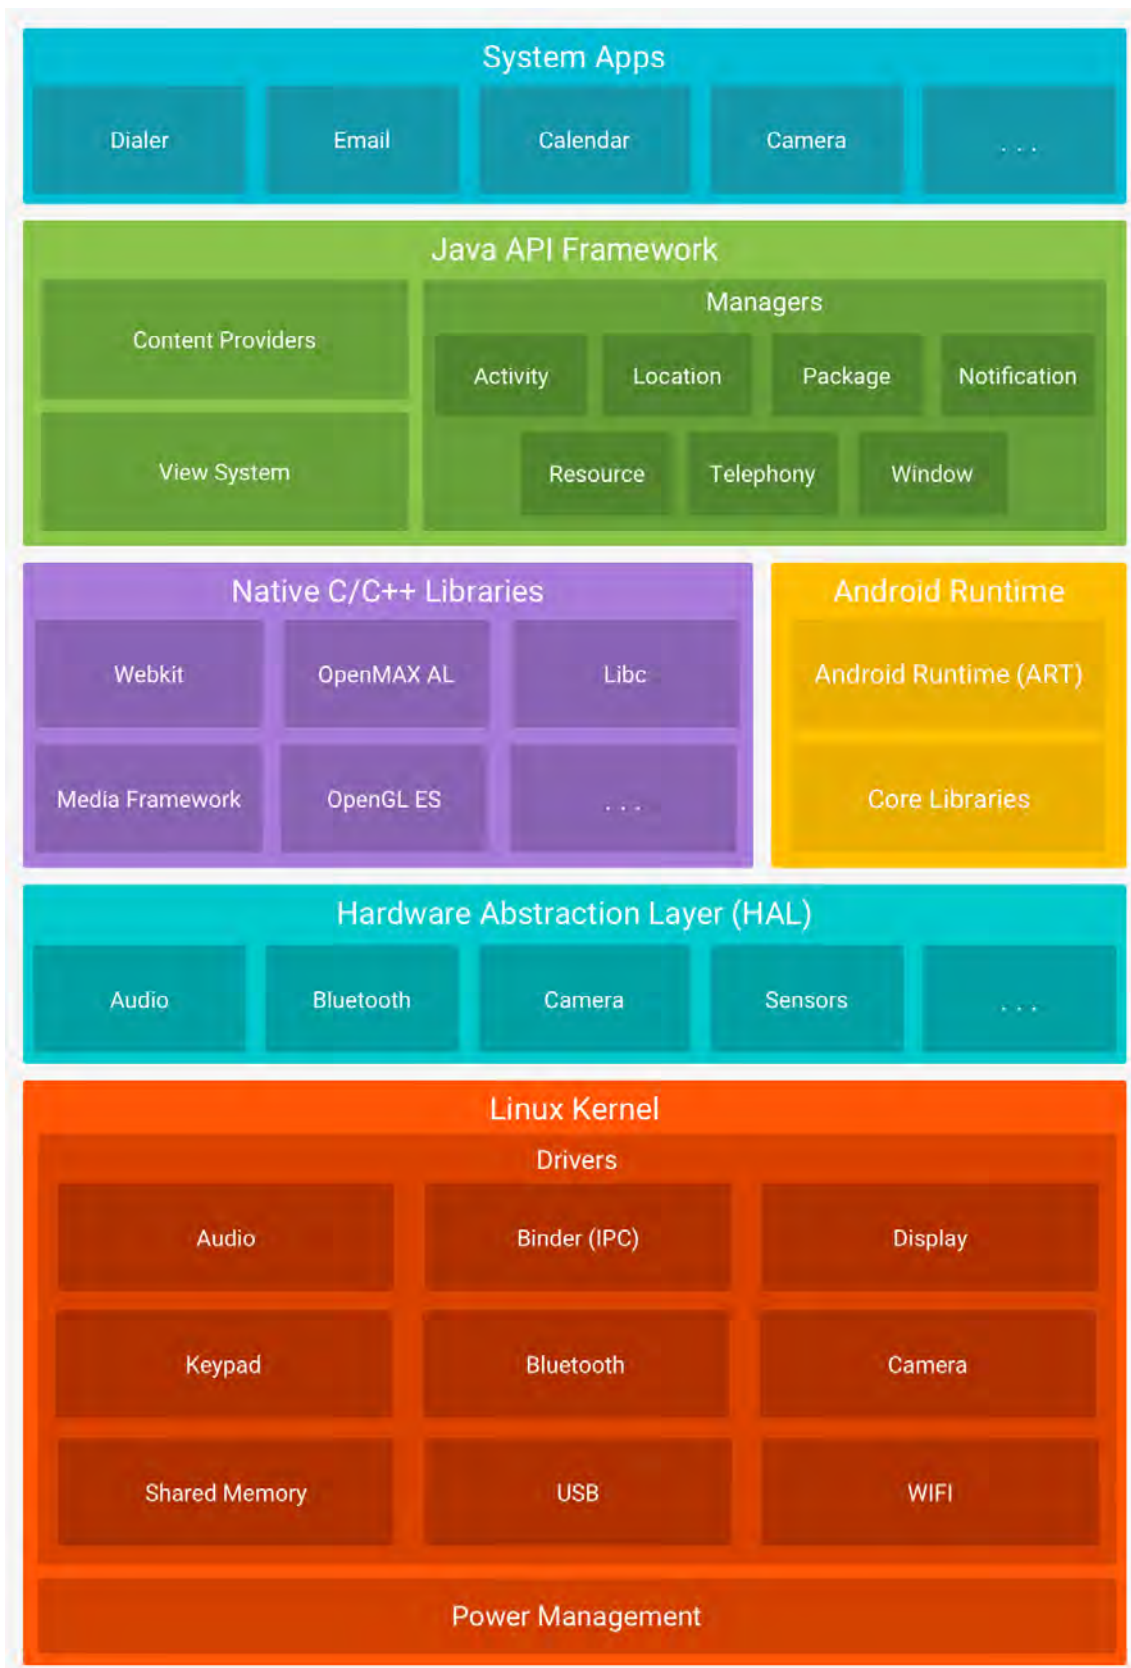 System Apps
Dialer
Email
Calendar
Camera
. . .
Java API Framework
Content Providers
View System
Managers
Activity
Location
Package
Notification
Resource
Telephony
Window
Native C/C++ Libraries
Webkit
OpenMAX AL
Libc
Media Framework
OpenGL ES
. . .
Android Runtime
Android Runtime (ART)
Core Libraries
Hardware Abstraction Layer (HAL)
Audio
Bluetooth
Camera
Sensors
. . .
Linux Kernel
Drivers
Audio
Binder (IPC)
Display
Keypad
Bluetooth
Camera
Shared Memory
USB
WIFI
Power Management